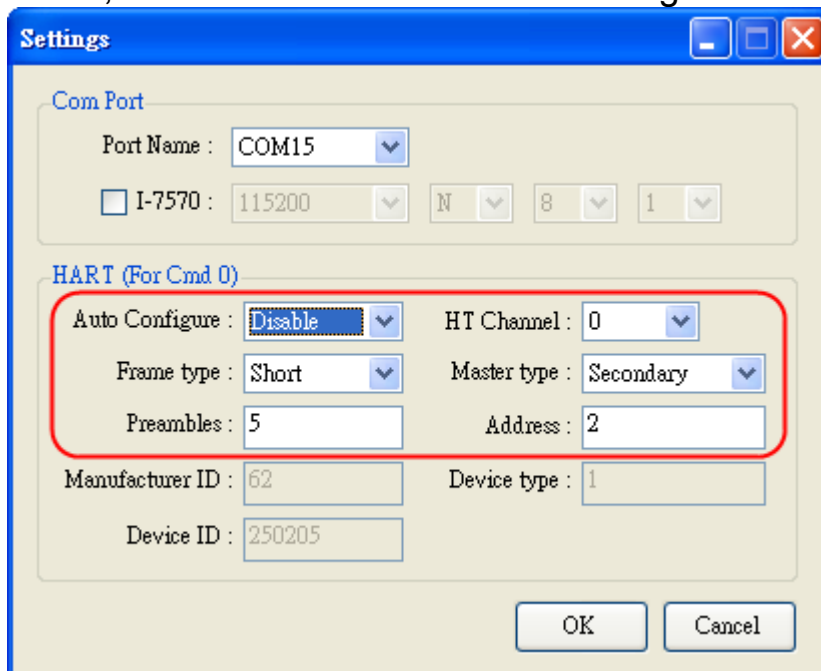 Settings
Com Port
Port Name : COM15
I-7570 : 115200 N 8 1
HART (For Cmd 0)
Auto Configure : Disable HT Channel : 0
Frame type : Short Master type : Secondary
Preambles : 5 Address : 2
Manufacturer ID : 62 Device type : 1
Device ID : 250205
OK Cancel